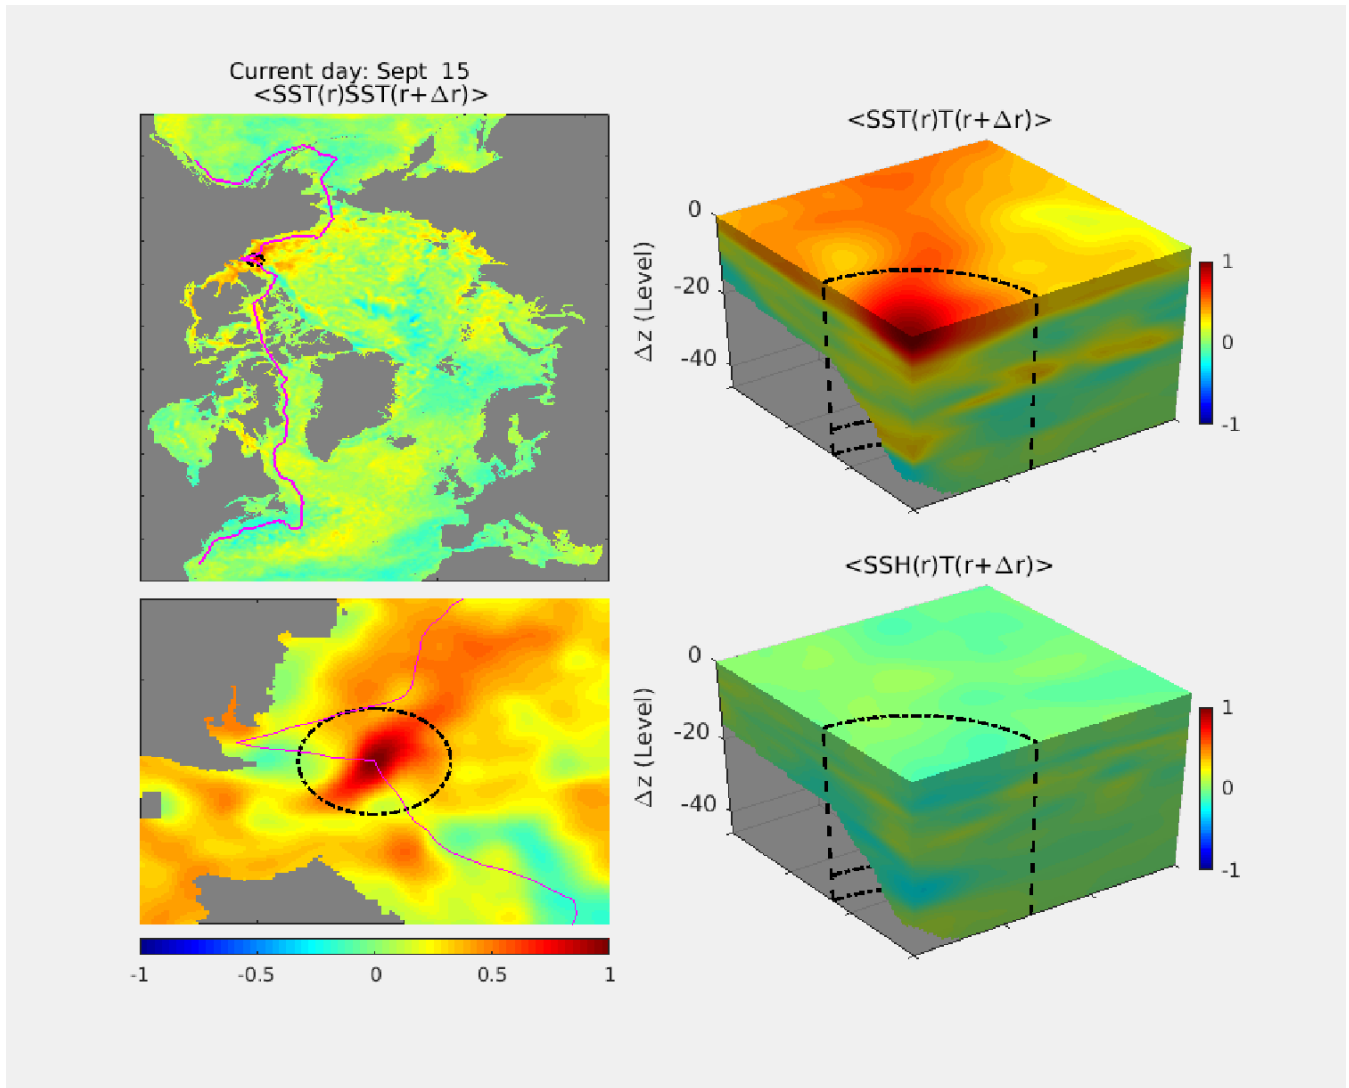 Current day: Sept 15
<SST(r)SST(r+Δr)>
-1 -0.5 0 0.5 1
<SST(r)T(r+Δr)>
0
-20
-40
Δz (Level)
1
0
-1
<SSH(r)T(r+Δr)>
0
-20
-40
Δz (Level)
1
0
-1